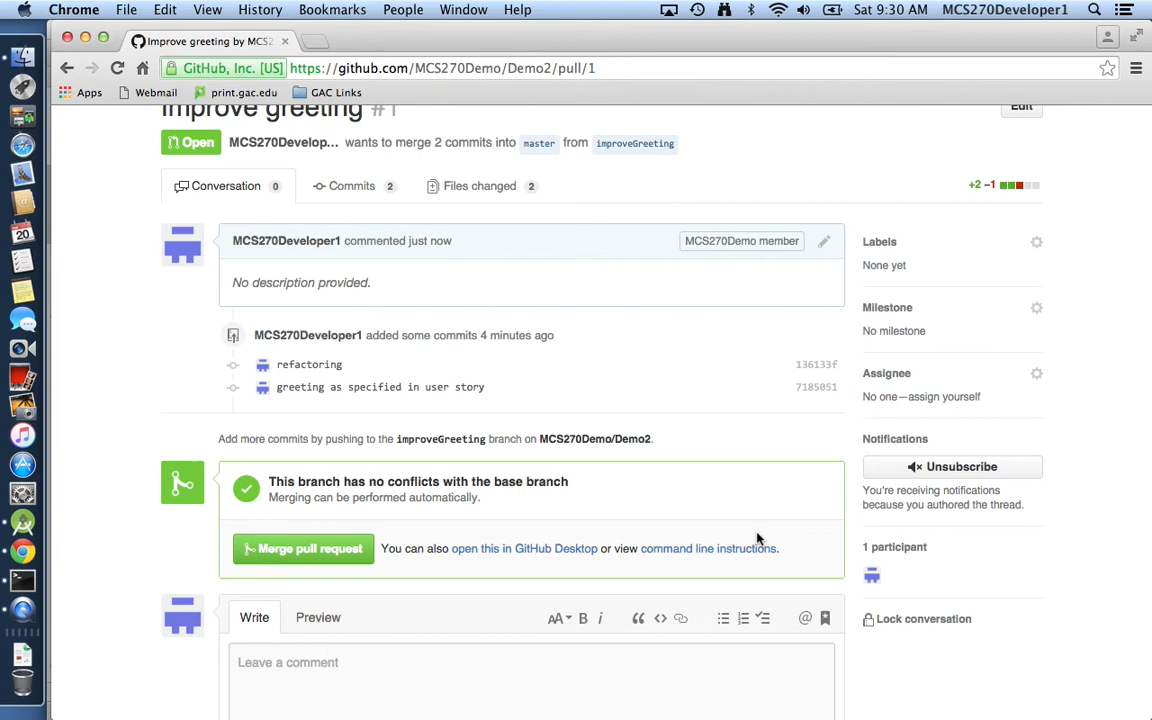 Chrome File Edit View History Bookmarks People Window Help Sat 9:30 AM MCS270Developer1
Improve greeting by MCS2
GitHub, Inc. [US] https://github.com/MCS270Demo/Demo2/pull/1
Apps Webmail print.gac.edu GAC Links
Improve greeting #1 Edit
Open MCS270Develop... wants to merge 2 commits into master from improveGreeting
Conversation 0 Commits 2 Files changed 2 +2 −1
MCS270Developer1 commented just now MCS270Demo member
No description provided.
MCS270Developer1 added some commits 4 minutes ago
refactoring 136133f
greeting as specified in user story 7185051
Add more commits by pushing to the improveGreeting branch on MCS270Demo/Demo2.
This branch has no conflicts with the base branch
Merging can be performed automatically.
Merge pull request You can also open this in GitHub Desktop or view command line instructions.
Write Preview AA B i
Leave a comment
Labels
None yet
Milestone
No milestone
Assignee
No one—assign yourself
Notifications
Unsubscribe
You're receiving notifications
because you authored the thread.
1 participant
Lock conversation